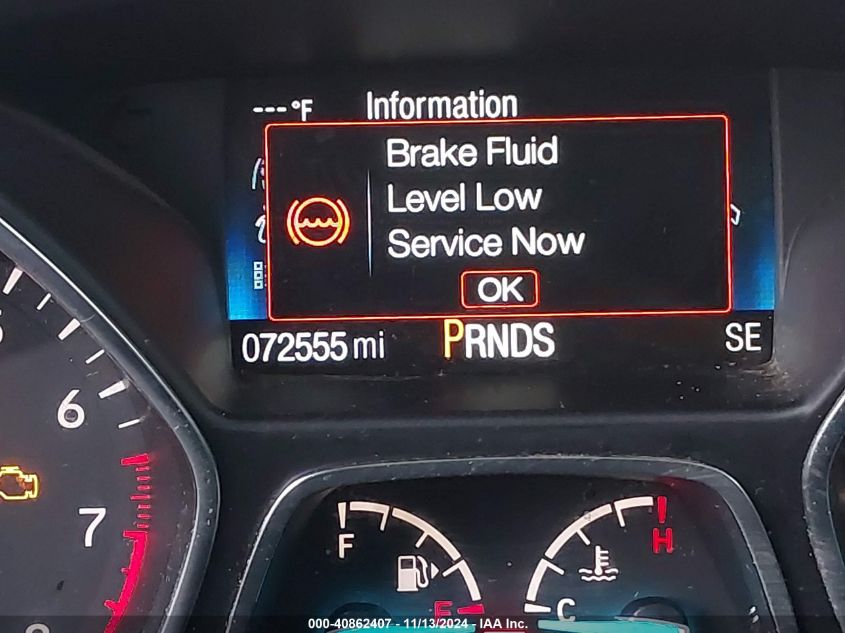 ---°F Information
Brake Fluid
Level Low
Service Now
OK
072555 mi PRNDS SE
6
7
F H
E C
000-40862407 - 11/13/2024 - IAA Inc.